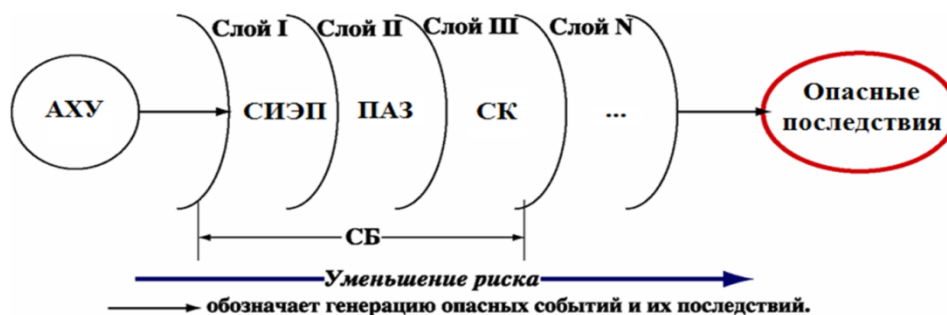 Слой I Слой II Слой III Слой N
АХУ СИЭП ПАЗ СК ... Опасные последствия
СБ
Уменьшение риска
обозначает генерацию опасных событий и их последствий.